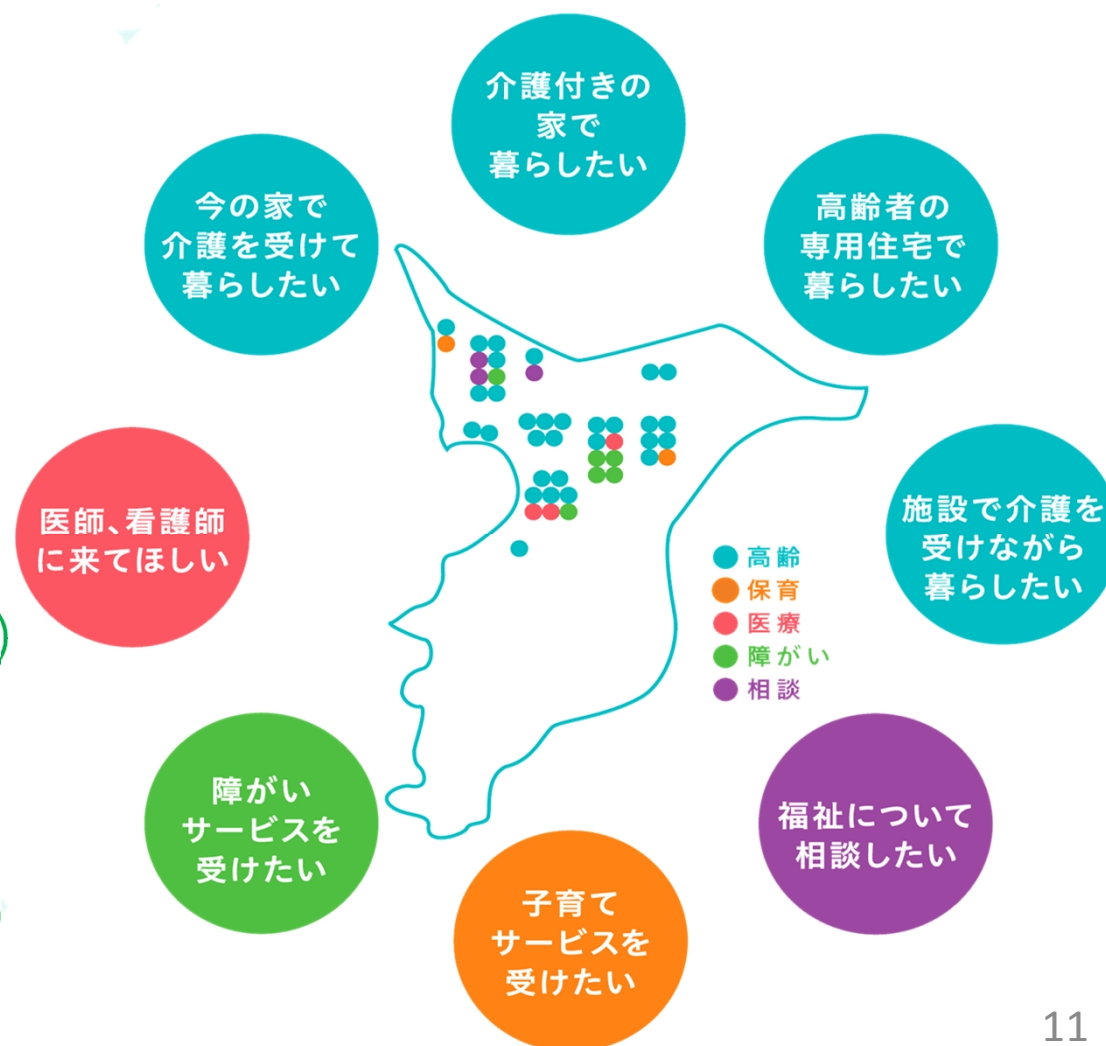 介護付きの
家で
暮らしたい
今の家で
介護を受けて
暮らしたい
高齢者の
専用住宅で
暮らしたい
医師、看護師
に来てほしい
施設で介護を
受けながら
暮らしたい
高齢
保育
医療
障がい
相談
障がい
サービスを
受けたい
福祉について
相談したい
子育て
サービスを
受けたい
11